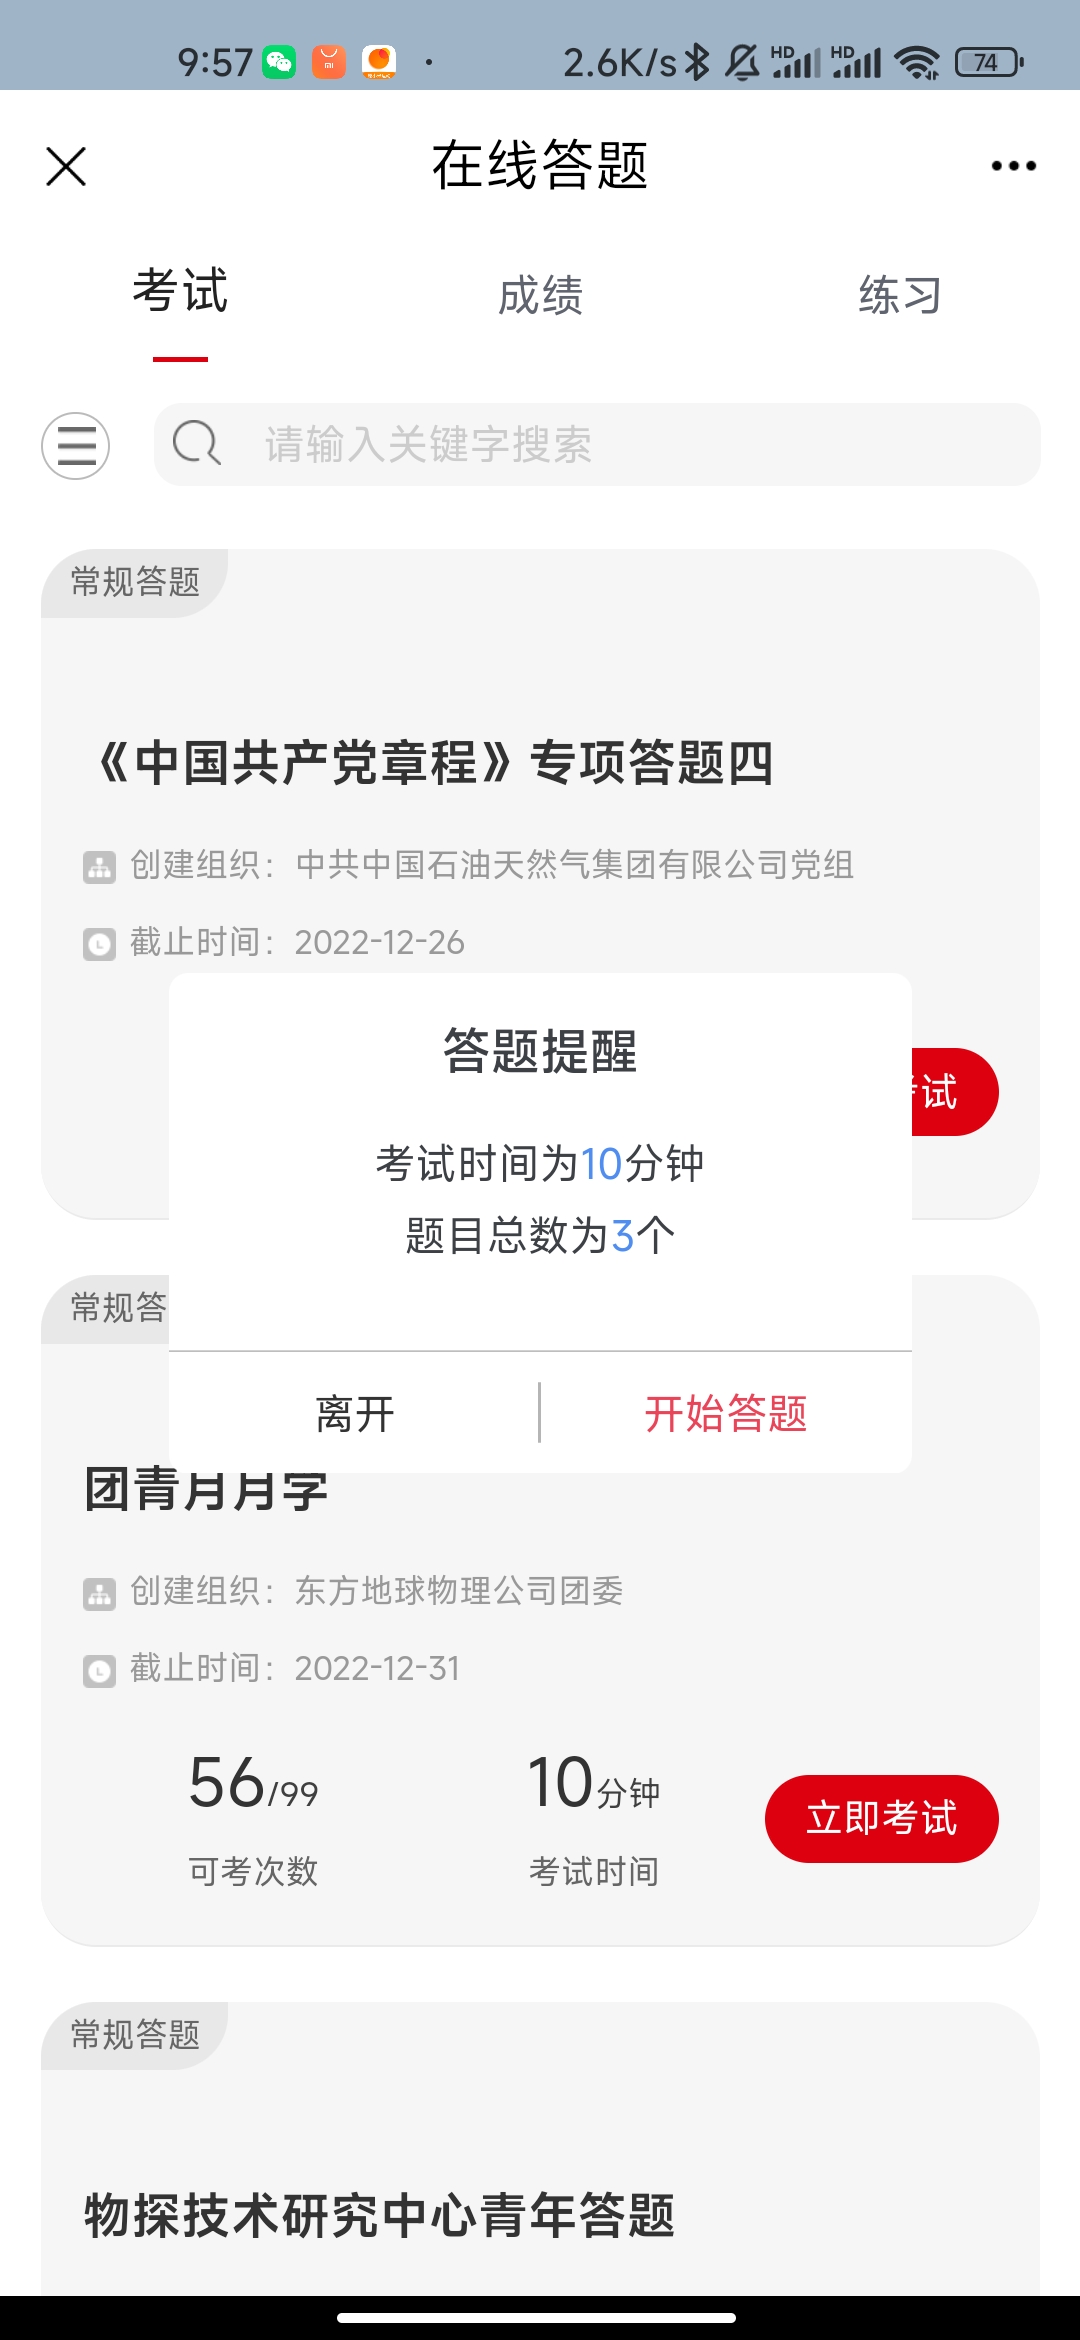 9:57
2.6K/s HD HD 74
在线答题
考试 成绩 练习
请输入关键字搜索
常规答题
《中国共产党章程》专项答题四
创建组织：中共中国石油天然气集团有限公司党组
截止时间：2022-12-26
答题提醒
试
考试时间为10分钟
题目总数为3个
常规答
离开 开始答题
团青月月学
创建组织：东方地球物理公司团委
截止时间：2022-12-31
56/99 10分钟 立即考试
可考次数 考试时间
常规答题
物探技术研究中心青年答题